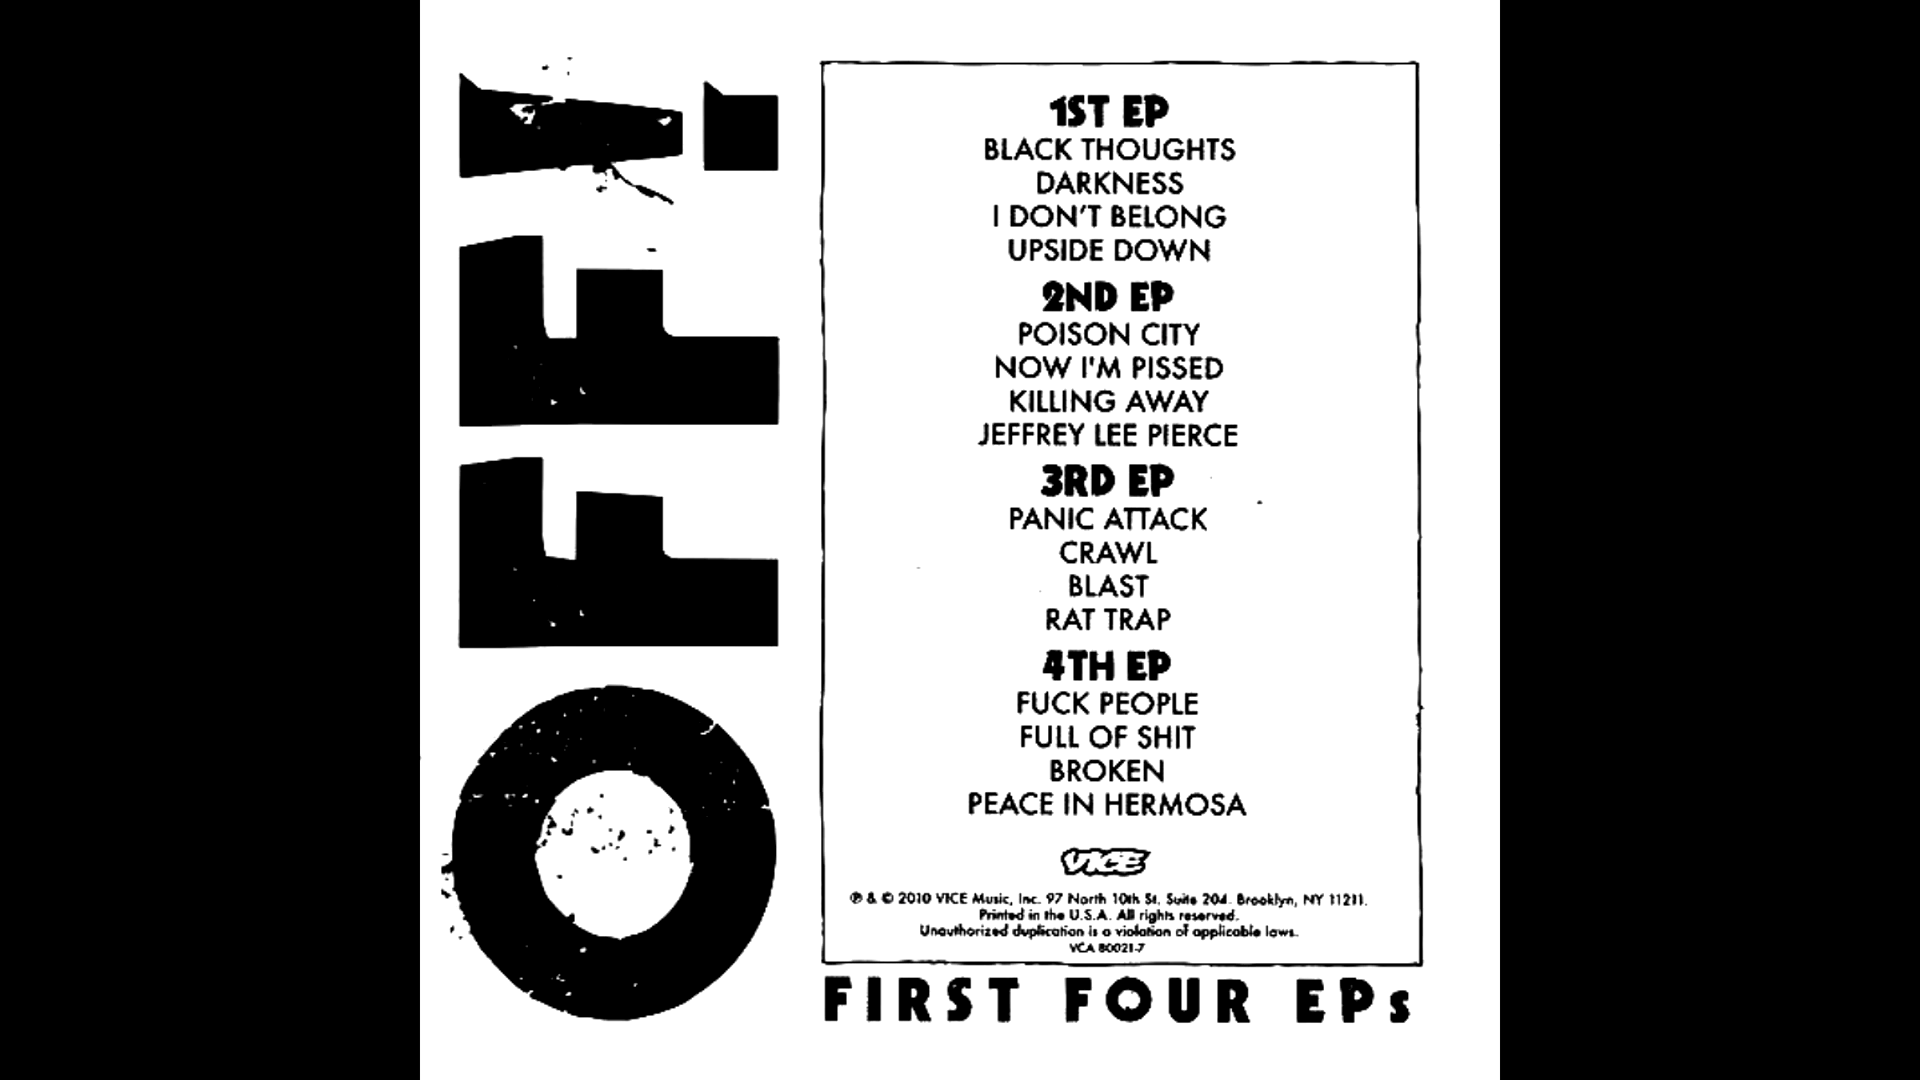 OFF!
1ST EP
BLACK THOUGHTS
DARKNESS
I DON'T BELONG
UPSIDE DOWN
2ND EP
POISON CITY
NOW I'M PISSED
KILLING AWAY
JEFFREY LEE PIERCE
3RD EP
PANIC ATTACK
CRAWL
BLAST
RAT TRAP
4TH EP
FUCK PEOPLE
FULL OF SHIT
BROKEN
PEACE IN HERMOSA
VICE
℗ & © 2010 VICE Music, Inc. 97 North 10th St. Suite 204. Brooklyn, NY 11211.
Printed in the U.S.A. All rights reserved.
Unauthorized duplication is a violation of applicable laws.
VCA 80021-7
FIRST FOUR EPs